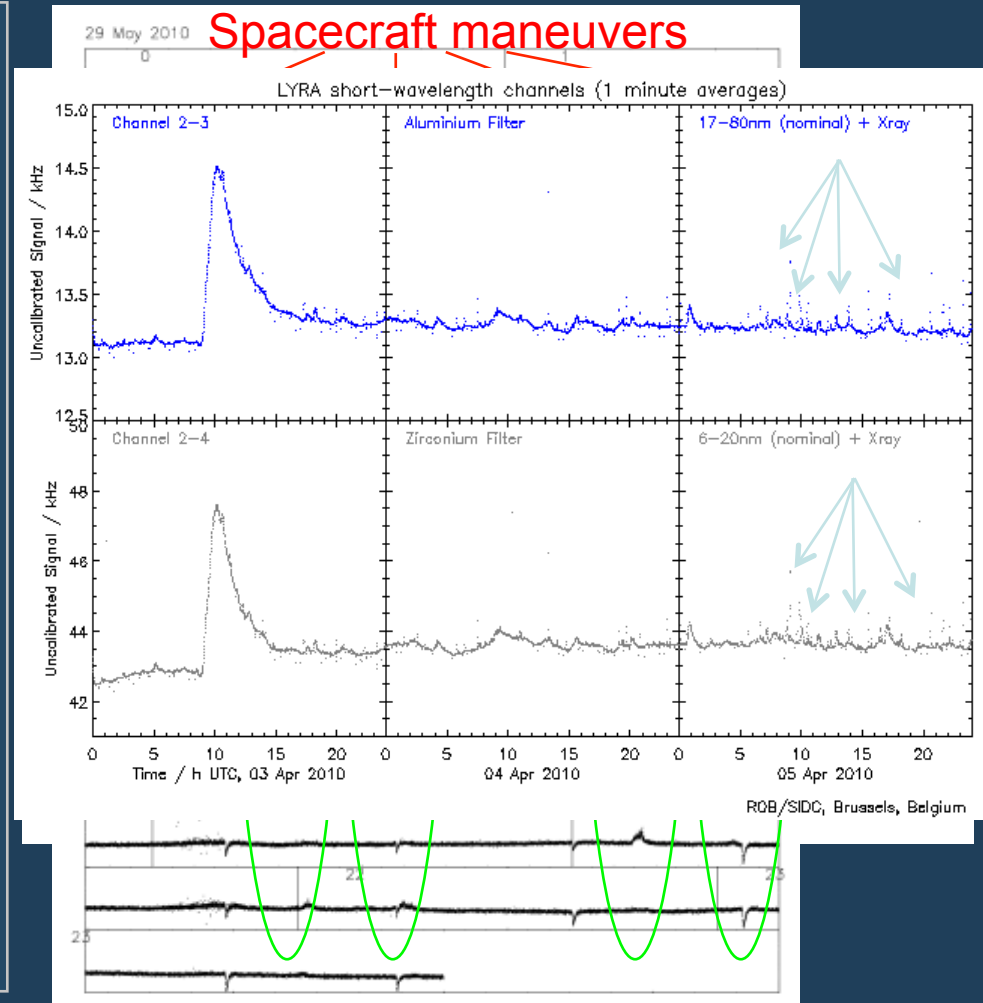 Spacecraft maneuvers
29 May 2010
0
1
LYRA short-wavelength channels (1 minute averages)
Channel 2-3
Aluminium Filter
17-80nm (nominal) + Xray
15.0
14.5
14.0
13.5
13.0
12.5
Uncalibrated Signal / kHz
Channel 2-4
Zirconium Filter
6-20nm (nominal) + Xray
50
48
46
44
42
Uncalibrated Signal / kHz
0 5 10 15 20 0 5 10 15 20 0 5 10 15 20
Time / h UTC, 03 Apr 2010
04 Apr 2010
05 Apr 2010
ROB/SIDC, Brussels, Belgium
22
23
23